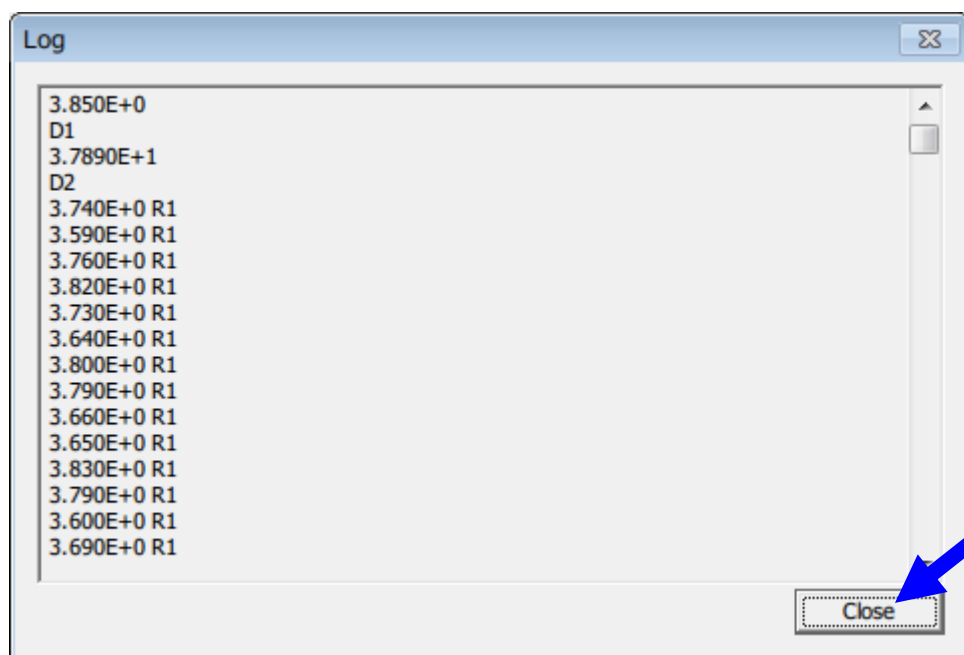 Log
3.850E+0
D1
3.7890E+1
D2
3.740E+0 R1
3.590E+0 R1
3.760E+0 R1
3.820E+0 R1
3.730E+0 R1
3.640E+0 R1
3.800E+0 R1
3.790E+0 R1
3.660E+0 R1
3.650E+0 R1
3.830E+0 R1
3.790E+0 R1
3.600E+0 R1
3.690E+0 R1
Close